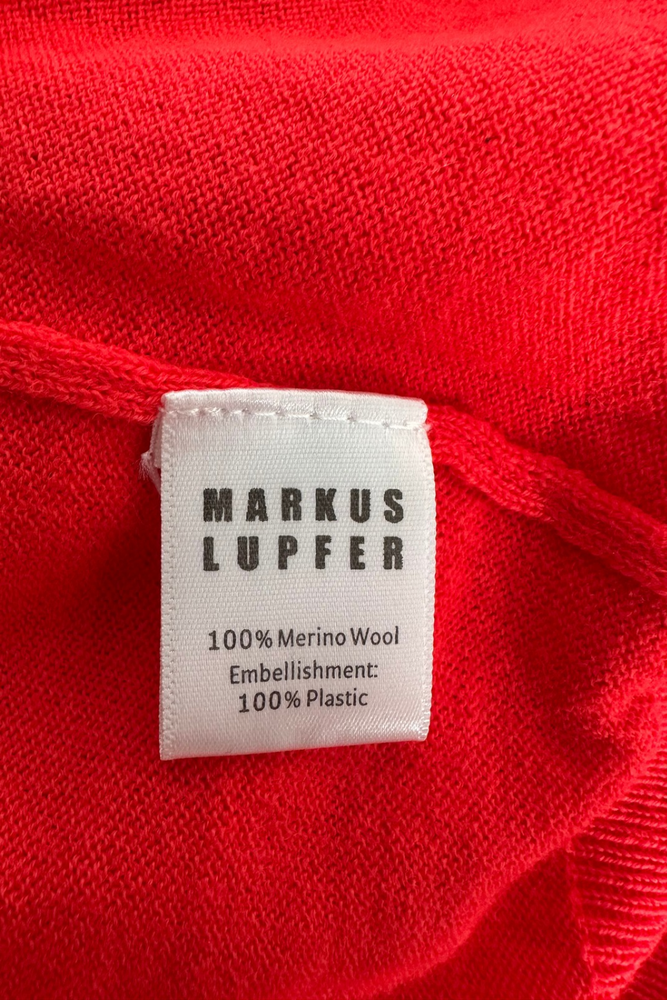 MARKUS
LUPFER
100% Merino Wool
Embellishment:
100% Plastic